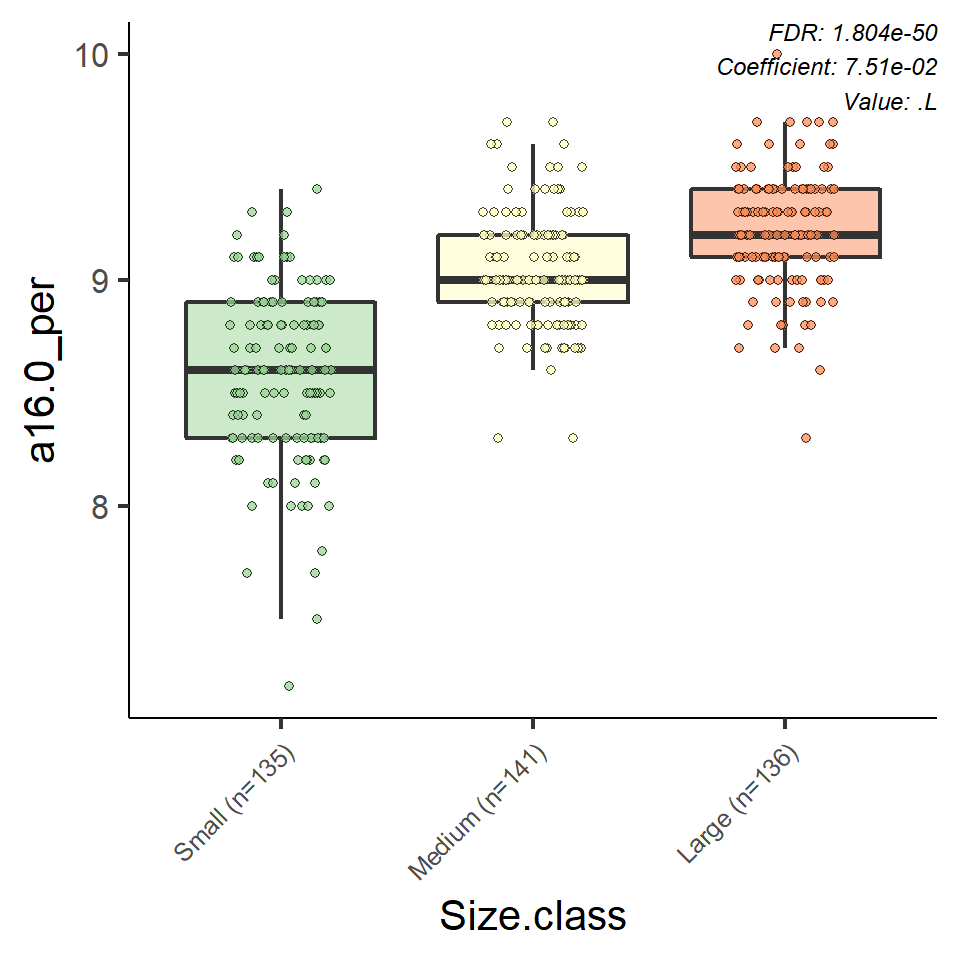 FDR: 1.804e-50
Coefficient: 7.51e-02
Value: .L
10
9
8
a16.0_per
Small (n=135)
Medium (n=141)
Large (n=136)
Size.class